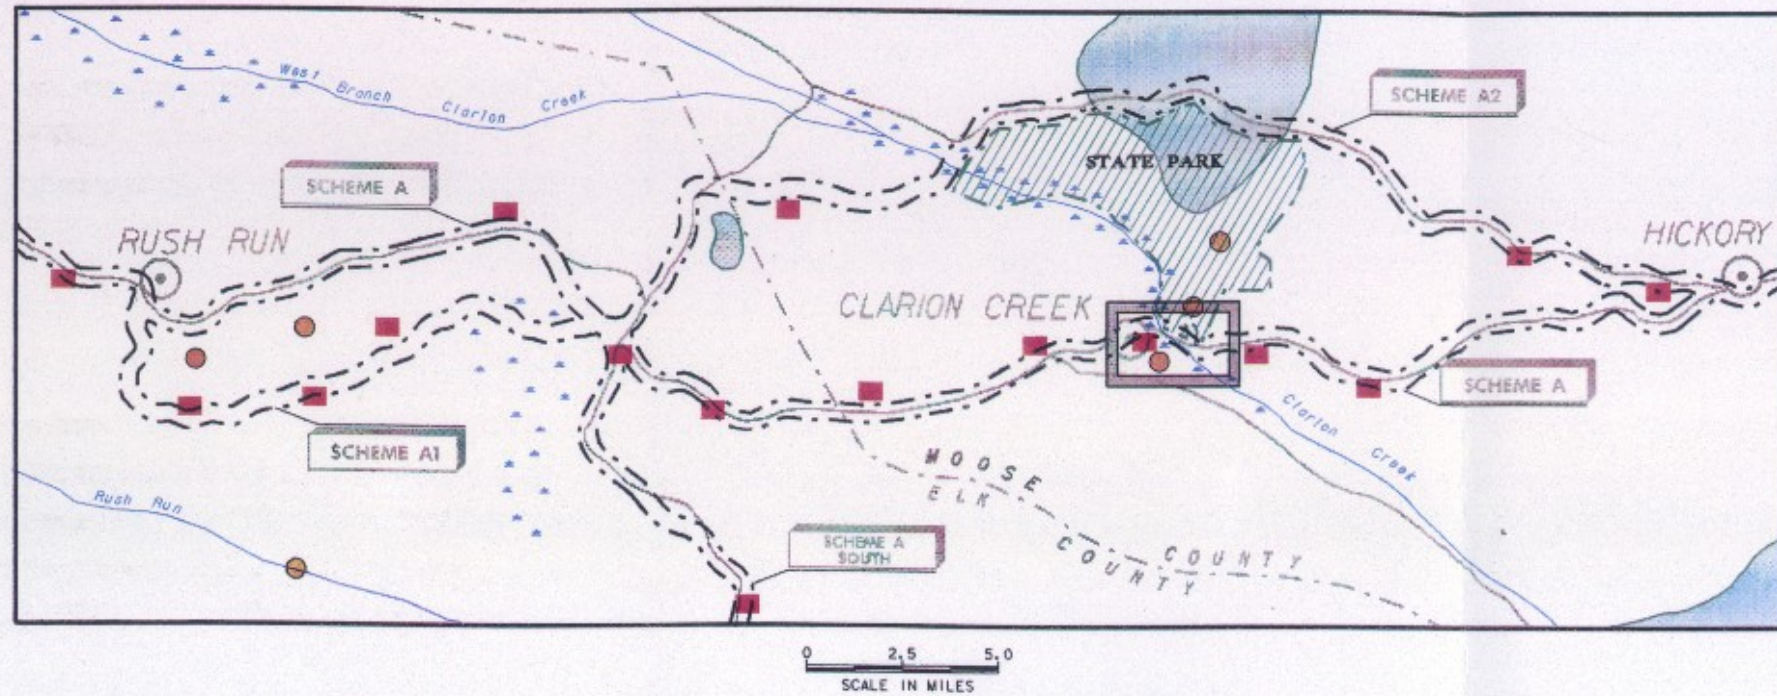 West Branch Clarion Creek
SCHEME A2
STATE PARK
SCHEME A
RUSH RUN
HICKORY
CLARION CREEK
SCHEME A
Clarion Creek
SCHEME A1
MOOSE COUNTY
ELK COUNTY
Rush Run
SCHEME A
SOUTH
0 2.5 5.0
SCALE IN MILES